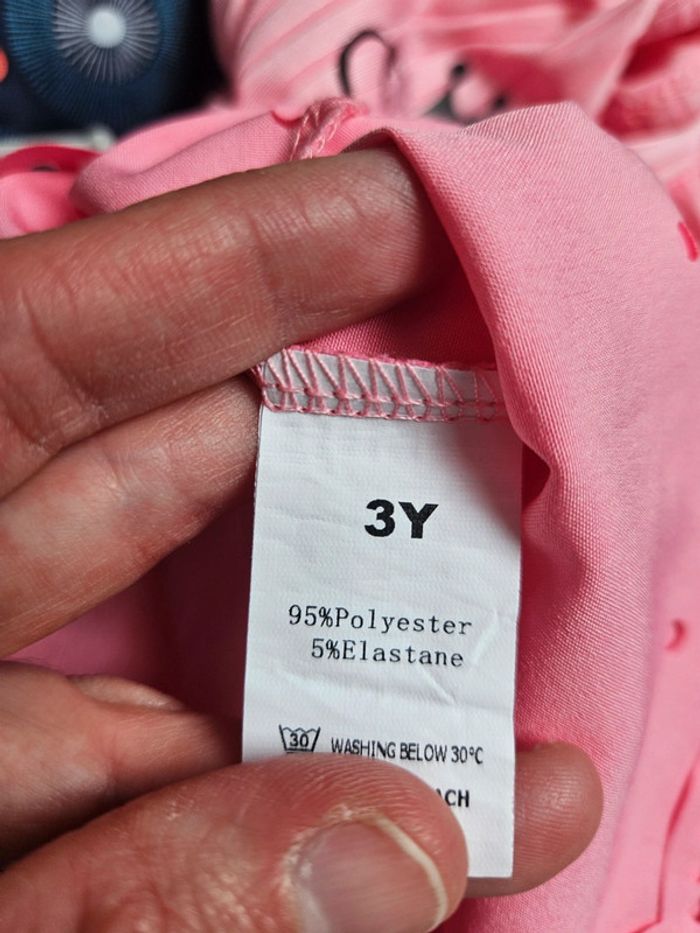 3Y
95%Polyester
5%Elastane
30 WASHING BELOW 30°C